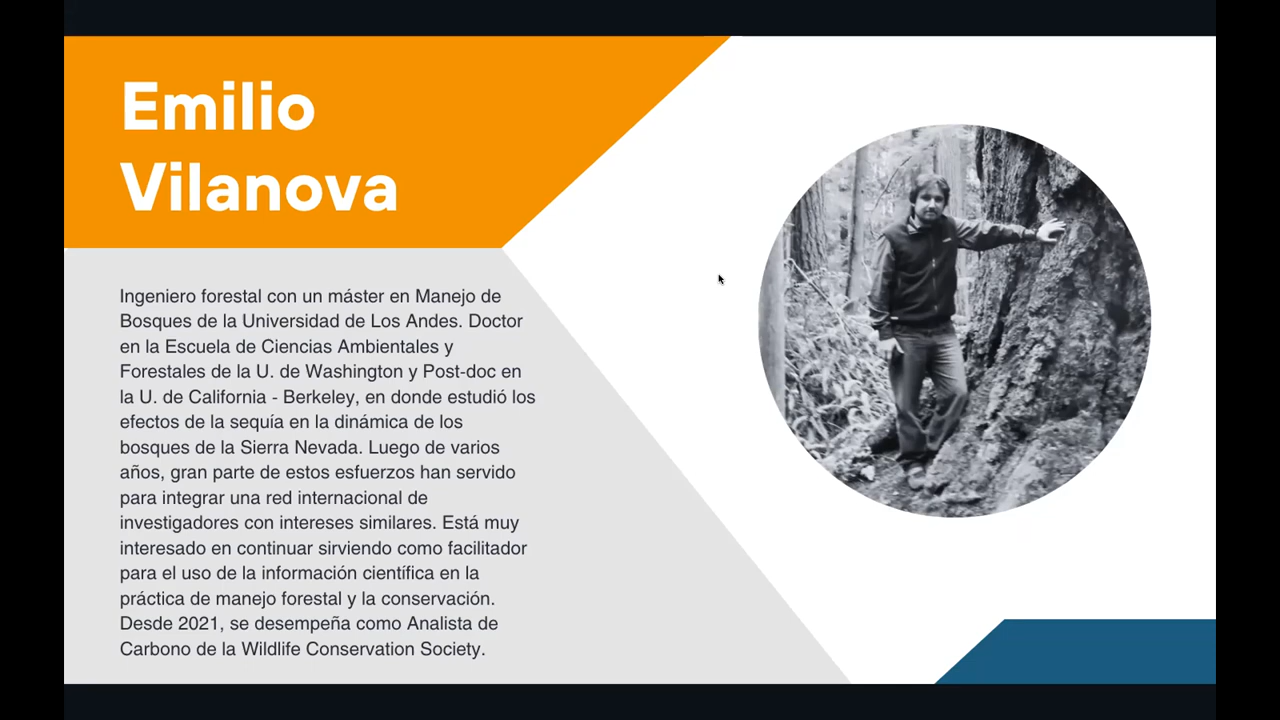 Emilio
Vilanova
Ingeniero forestal con un máster en Manejo de
Bosques de la Universidad de Los Andes. Doctor
en la Escuela de Ciencias Ambientales y
Forestales de la U. de Washington y Post-doc en
la U. de California - Berkeley, en donde estudió los
efectos de la sequía en la dinámica de los
bosques de la Sierra Nevada. Luego de varios
años, gran parte de estos esfuerzos han servido
para integrar una red internacional de
investigadores con intereses similares. Está muy
interesado en continuar sirviendo como facilitador
para el uso de la información científica en la
práctica de manejo forestal y la conservación.
Desde 2021, se desempeña como Analista de
Carbono de la Wildlife Conservation Society.